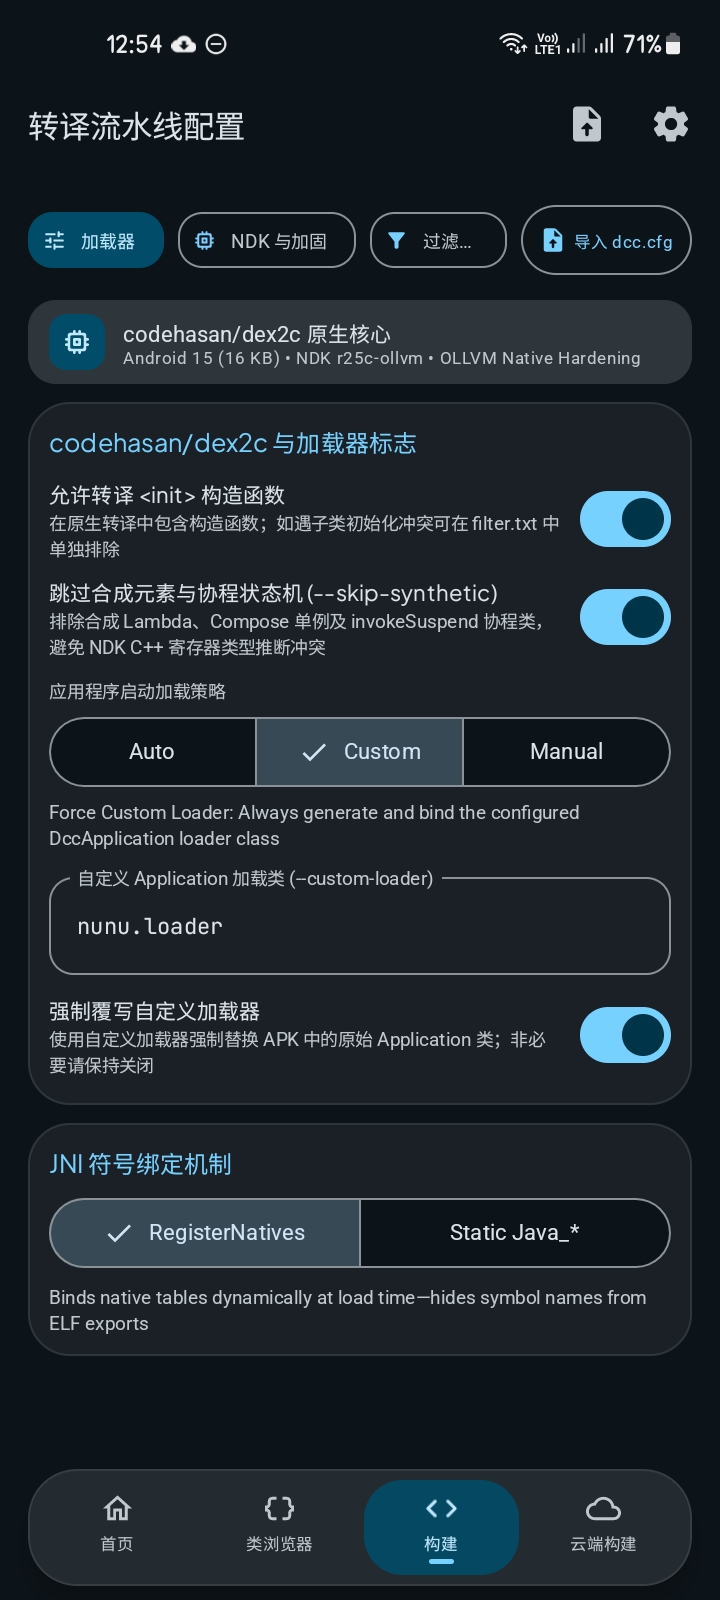 12:54
Vo)) LTE1 71%
转译流水线配置
加载器
NDK 与加固
过滤...
导入 dcc.cfg
codehasan/dex2c 原生核心
Android 15 (16 KB) • NDK r25c-ollvm • OLLVM Native Hardening
codehasan/dex2c 与加载器标志
允许转译 <init> 构造函数
在原生转译中包含构造函数；如遇子类初始化冲突可在 filter.txt 中
单独排除
跳过合成元素与协程状态机 (--skip-synthetic)
排除合成 Lambda、Compose 单例及 invokeSuspend 协程类，
避免 NDK C++ 寄存器类型推断冲突
应用程序启动加载策略
Auto
Custom
Manual
Force Custom Loader: Always generate and bind the configured
DccApplication loader class
自定义 Application 加载类 (--custom-loader)
nunu.loader
强制覆写自定义加载器
使用自定义加载器强制替换 APK 中的原始 Application 类；非必
要请保持关闭
JNI 符号绑定机制
RegisterNatives
Static Java_*
Binds native tables dynamically at load time—hides symbol names from
ELF exports
首页
类浏览器
构建
云端构建